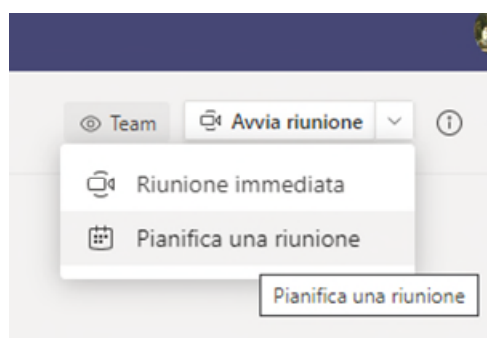 Team
Avvia riunione
Riunione immediata
Pianifica una riunione
Pianifica una riunione